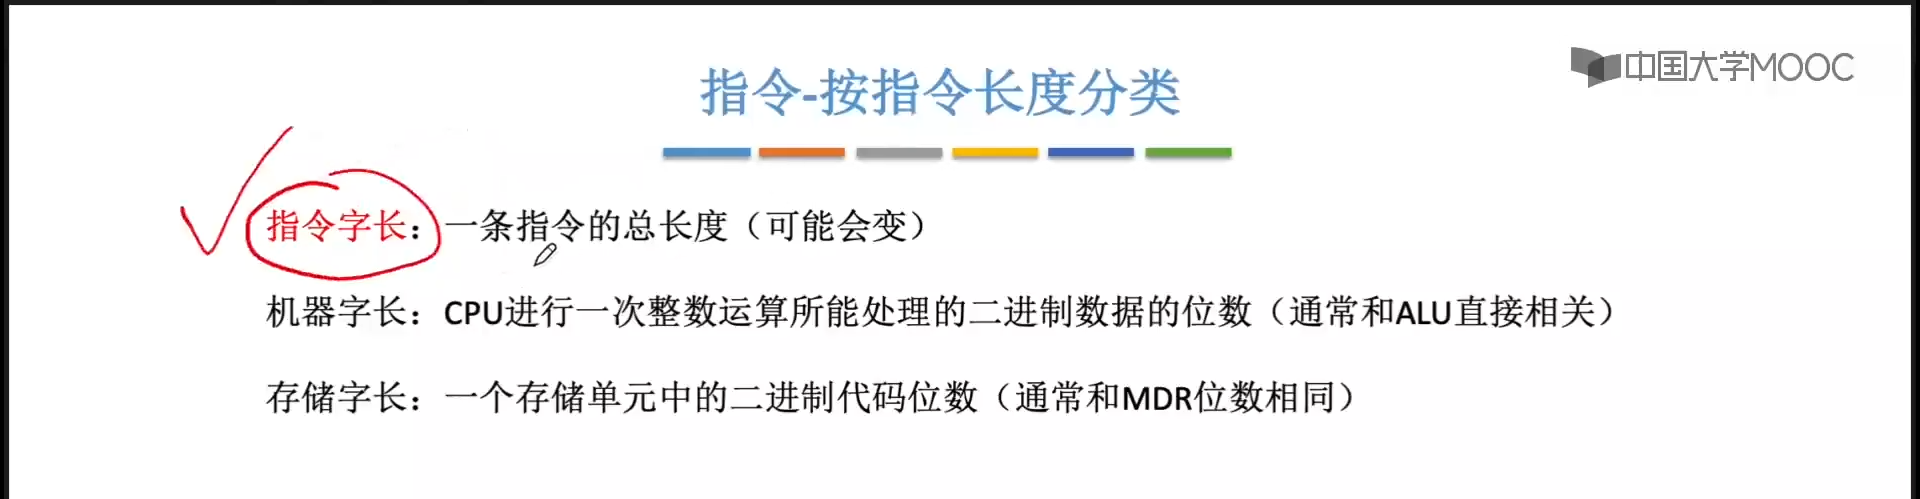 中国大学MOOC
指令-按指令长度分类
指令字长：一条指令的总长度（可能会变）
机器字长：CPU进行一次整数运算所能处理的二进制数据的位数（通常和ALU直接相关）
存储字长：一个存储单元中的二进制代码位数（通常和MDR位数相同）